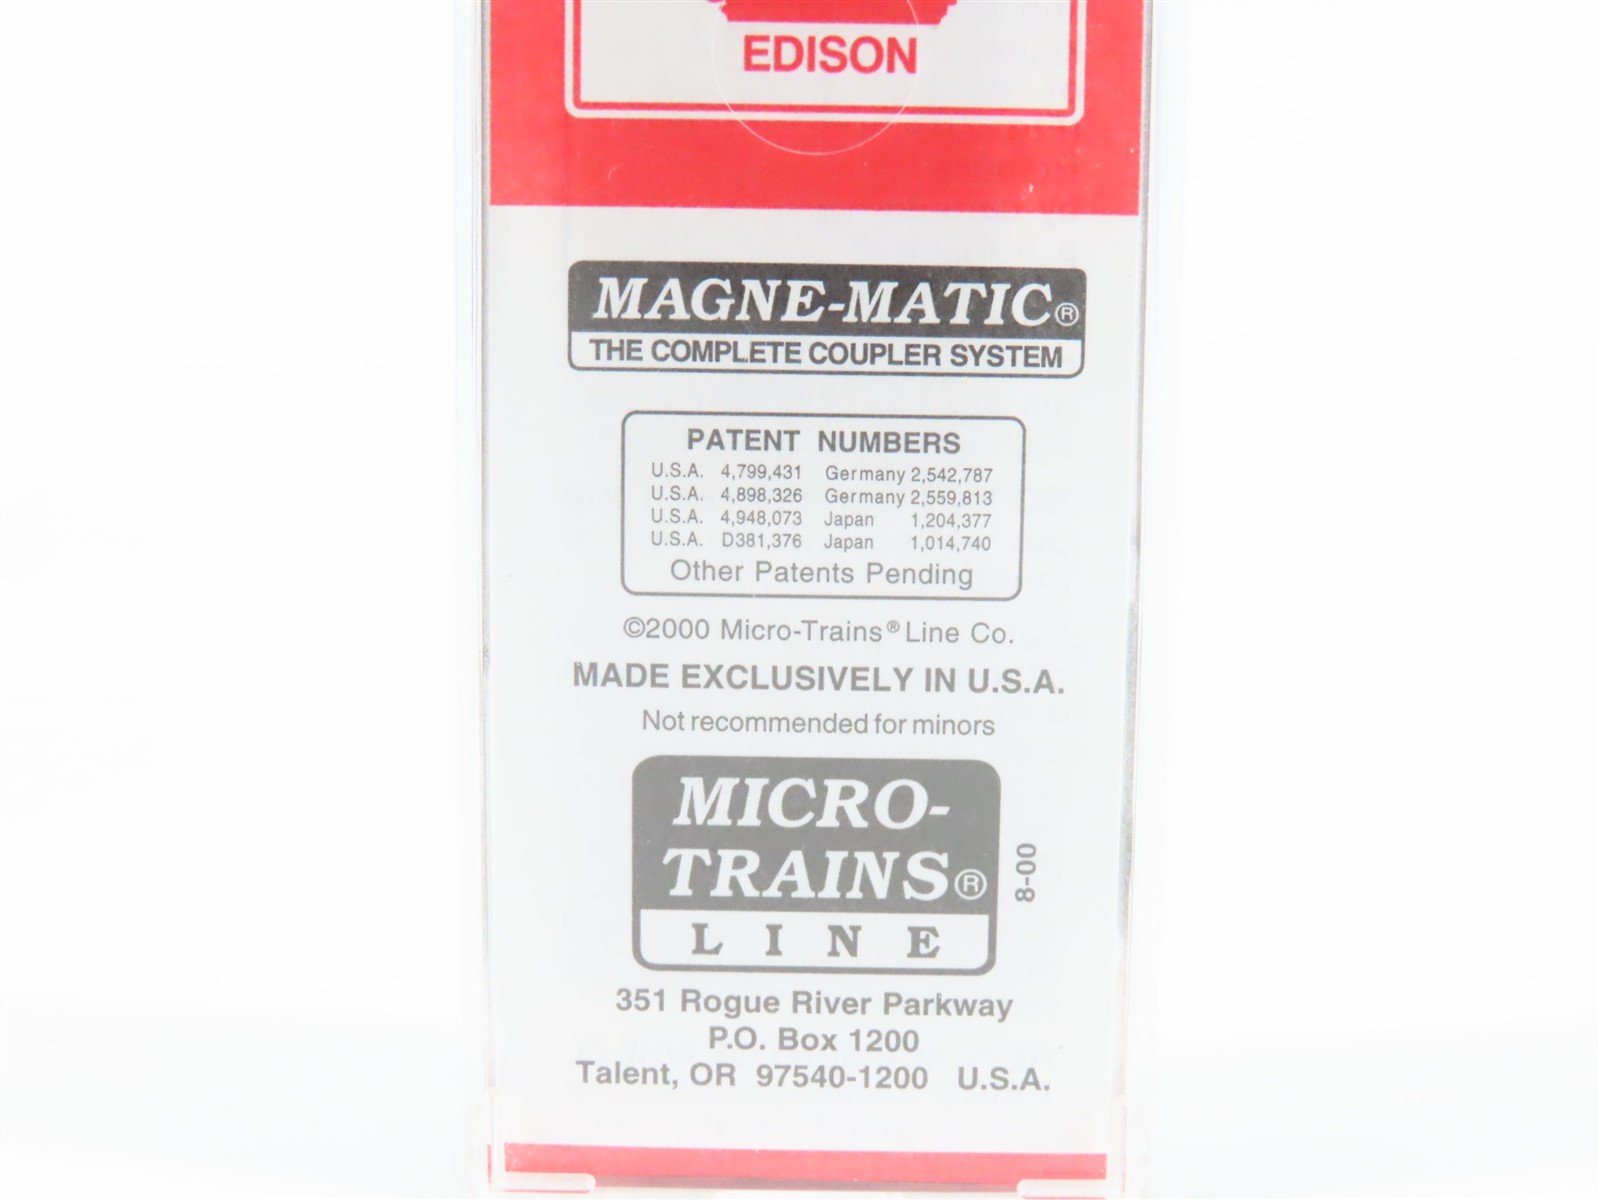 EDISON
MAGNE-MATIC®
THE COMPLETE COUPLER SYSTEM
PATENT NUMBERS
U.S.A. 4,799,431 Germany 2,542,787
U.S.A. 4,898,326 Germany 2,559,813
U.S.A. 4,948,073 Japan 1,204,377
U.S.A. D381,376 Japan 1,014,740
Other Patents Pending
©2000 Micro-Trains® Line Co.
MADE EXCLUSIVELY IN U.S.A.
Not recommended for minors
MICRO-
TRAINS®
LINE
8-00
351 Rogue River Parkway
P.O. Box 1200
Talent, OR 97540-1200 U.S.A.